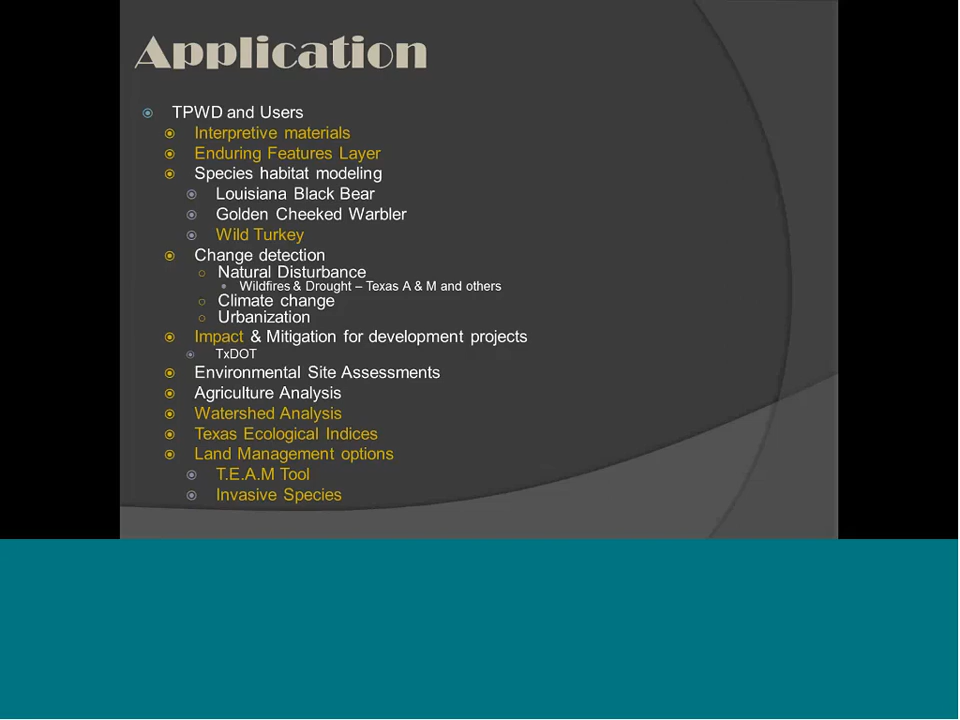 Application
TPWD and Users
Interpretive materials
Enduring Features Layer
Species habitat modeling
Louisiana Black Bear
Golden Cheeked Warbler
Wild Turkey
Change detection
Natural Disturbance
Wildfires & Drought – Texas A & M and others
Climate change
Urbanization
Impact & Mitigation for development projects
TxDOT
Environmental Site Assessments
Agriculture Analysis
Watershed Analysis
Texas Ecological Indices
Land Management options
T.E.A.M Tool
Invasive Species